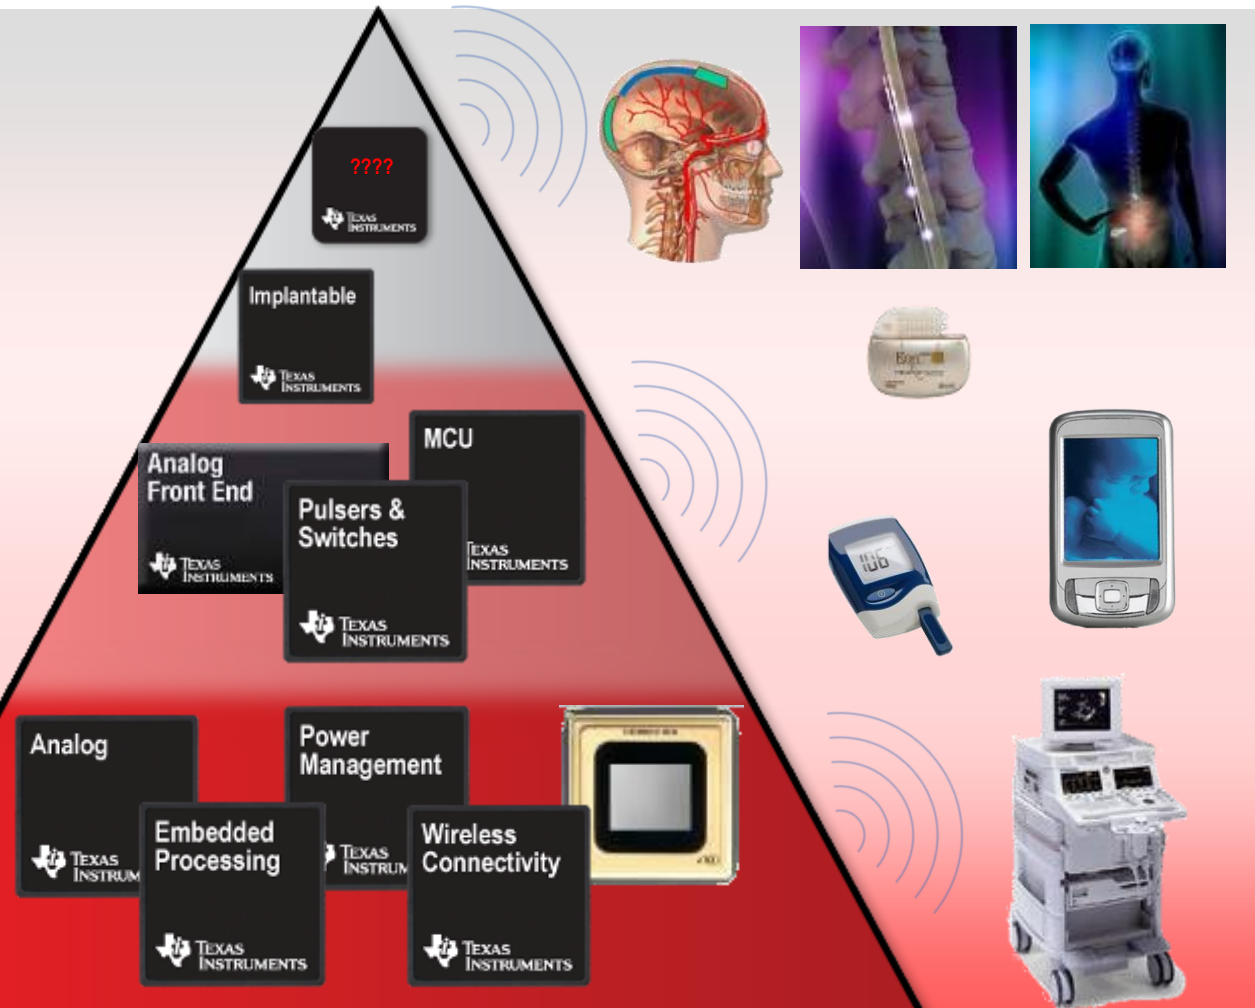 ????
TEXAS
INSTRUMENTS
Implantable
TEXAS
INSTRUMENTS
MCU
TEXAS
INSTRUMENTS
Analog
Front End
TEXAS
INSTRUMENTS
Pulsers &
Switches
TEXAS
INSTRUMENTS
106
Analog
TEXAS
INSTRUM
Power
Management
TEXAS
INSTRUM
Embedded
Processing
TEXAS
INSTRUMENTS
Wireless
Connectivity
TEXAS
INSTRUMENTS